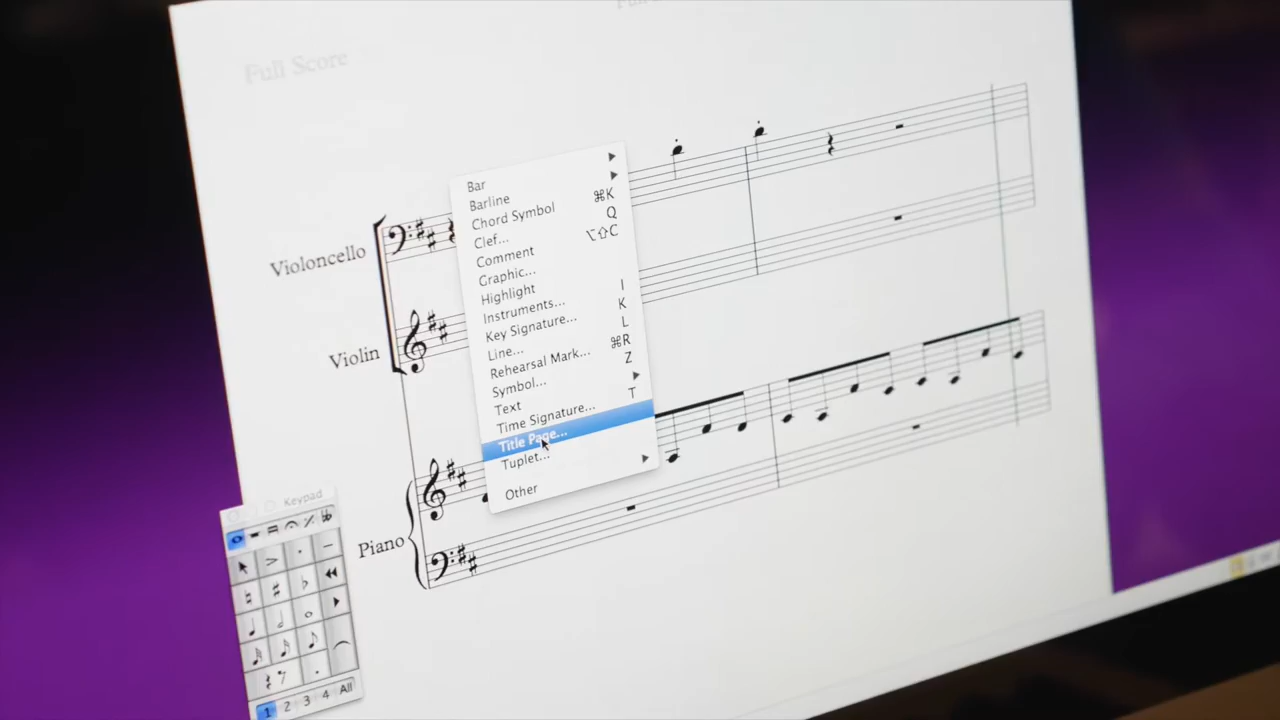 Full Score
Bar
Barline
Chord Symbol ⌘K
Clef... Q
Comment ⌥⇧C
Graphic...
Highlight
Instruments... I
Key Signature... K
Line... L
Rehearsal Mark... ⌘R
Symbol... Z
Text
Time Signature... T
Title Page...
Tuplet...
Other
Violoncello
Violin
Piano
Keypad
1 2 3 4 All